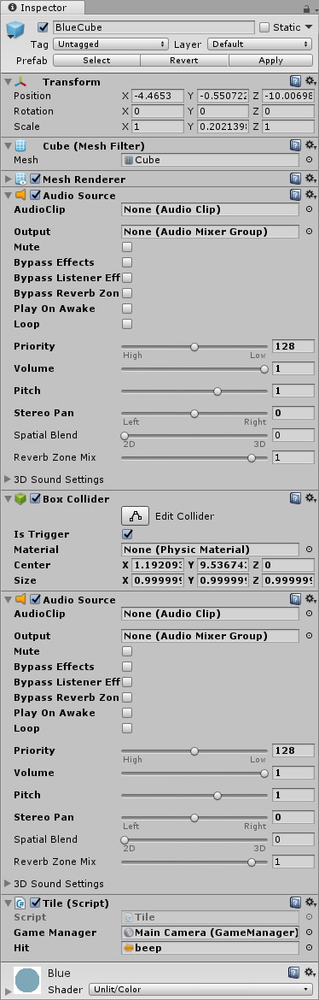 Inspector
BlueCube Static
Tag Untagged Layer Default
Prefab Select Revert Apply
Transform
Position X -4.4653 Y -0.550722 Z -10.00698
Rotation X 0 Y 0 Z 0
Scale X 1 Y 0.2021398 Z 1
Cube (Mesh Filter)
Mesh Cube
Mesh Renderer
Audio Source
AudioClip None (Audio Clip)
Output None (Audio Mixer Group)
Mute
Bypass Effects
Bypass Listener Eff
Bypass Reverb Zon
Play On Awake
Loop
Priority 128
High Low
Volume 1
Pitch 1
Stereo Pan 0
Left Right
Spatial Blend 0
2D 3D
Reverb Zone Mix 1
3D Sound Settings
Box Collider
Edit Collider
Is Trigger
Material None (Physic Material)
Center X 1.192093 Y 9.53674 Z 0
Size X 0.999999 Y 0.999999 Z 0.999999
Audio Source
AudioClip None (Audio Clip)
Output None (Audio Mixer Group)
Mute
Bypass Effects
Bypass Listener Eff
Bypass Reverb Zon
Play On Awake
Loop
Priority 128
High Low
Volume 1
Pitch 1
Stereo Pan 0
Left Right
Spatial Blend 0
2D 3D
Reverb Zone Mix 1
3D Sound Settings
Tile (Script)
Script Tile
Game Manager Main Camera (GameManager)
Hit beep
Blue
Shader Unlit/Color